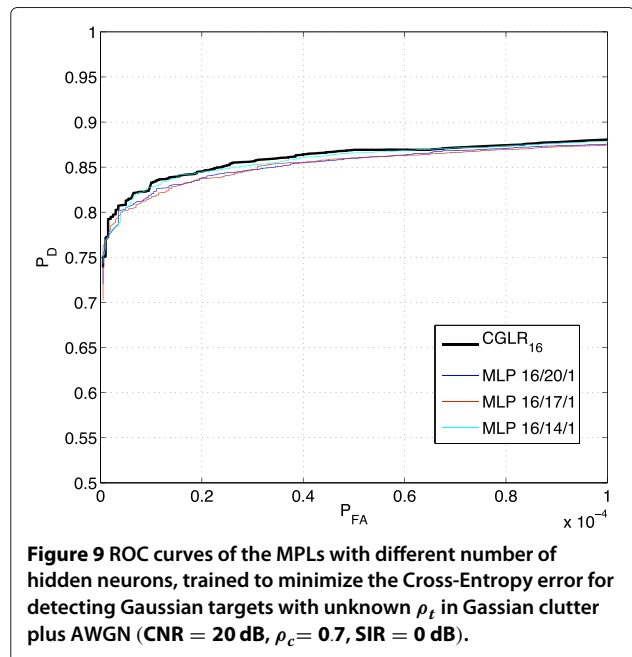 1
0.95
0.9
0.85
0.8
0.75
0.7
0.65
0.6
0.55
0.5
P_D
CGLR_16
MLP 16/20/1
MLP 16/17/1
MLP 16/14/1
0 0.2 0.4 0.6 0.8 1
P_FA
x 10^-4
Figure 9 ROC curves of the MPLs with different number of
hidden neurons, trained to minimize the Cross-Entropy error for
detecting Gaussian targets with unknown ρ_t in Gassian clutter
plus AWGN (CNR = 20 dB, ρ_c= 0.7, SIR = 0 dB).